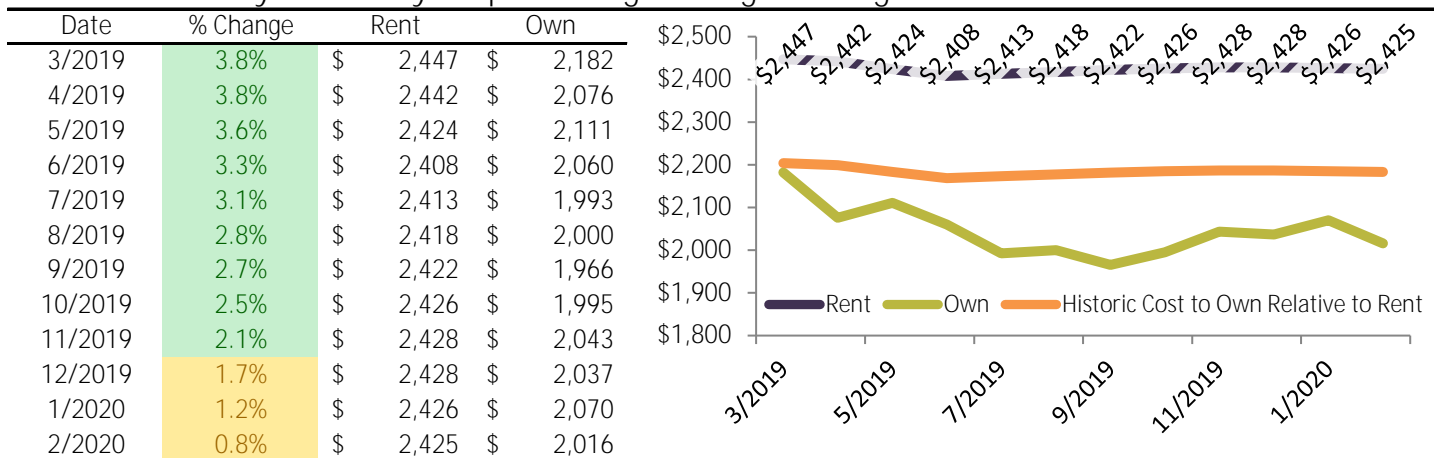 Date % Change Rent Own
3/2019 3.8% $ 2,447 $ 2,182
4/2019 3.8% $ 2,442 $ 2,076
5/2019 3.6% $ 2,424 $ 2,111
6/2019 3.3% $ 2,408 $ 2,060
7/2019 3.1% $ 2,413 $ 1,993
8/2019 2.8% $ 2,418 $ 2,000
9/2019 2.7% $ 2,422 $ 1,966
10/2019 2.5% $ 2,426 $ 1,995
11/2019 2.1% $ 2,428 $ 2,043
12/2019 1.7% $ 2,428 $ 2,037
1/2020 1.2% $ 2,426 $ 2,070
2/2020 0.8% $ 2,425 $ 2,016
$2,500
$2,400
$2,300
$2,200
$2,100
$2,000
$1,900
$1,800
$2,447 $2,442 $2,424 $2,408 $2,413 $2,418 $2,422 $2,426 $2,428 $2,428 $2,426 $2,425
Rent Own Historic Cost to Own Relative to Rent
3/2019 5/2019 7/2019 9/2019 11/2019 1/2020